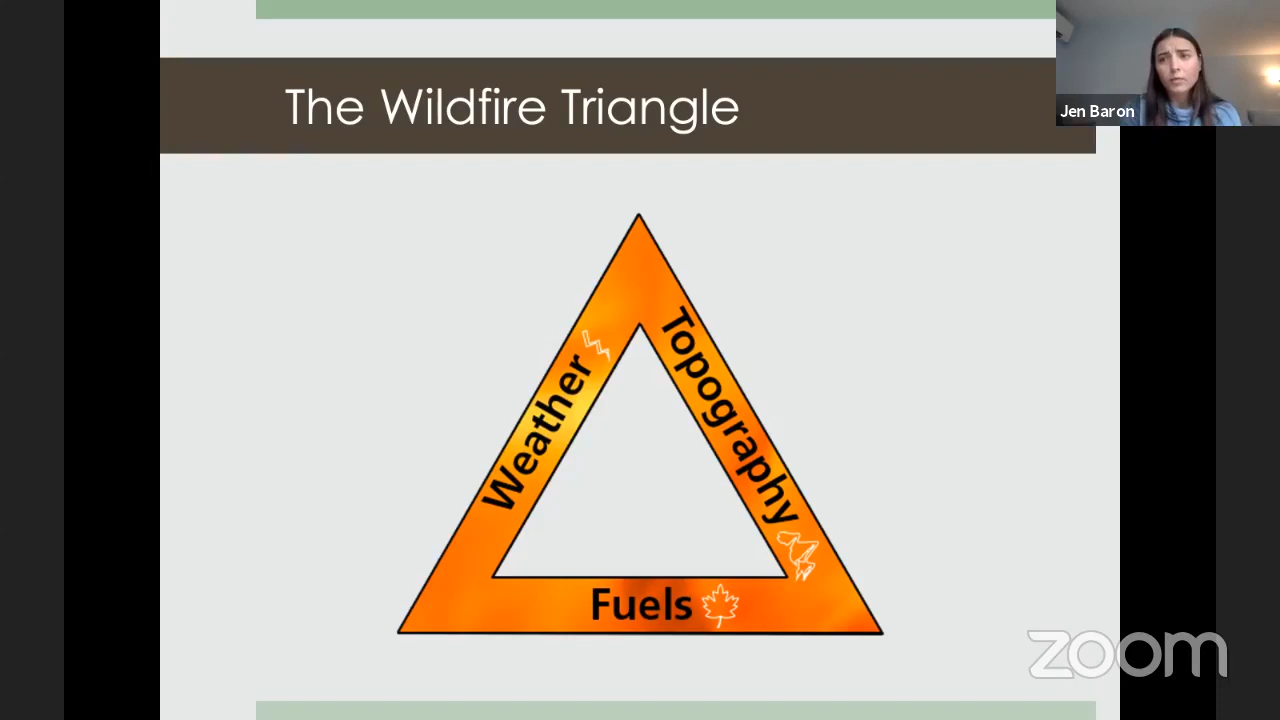 The Wildfire Triangle
Jen Baron
Weather
Topography
Fuels
zoom